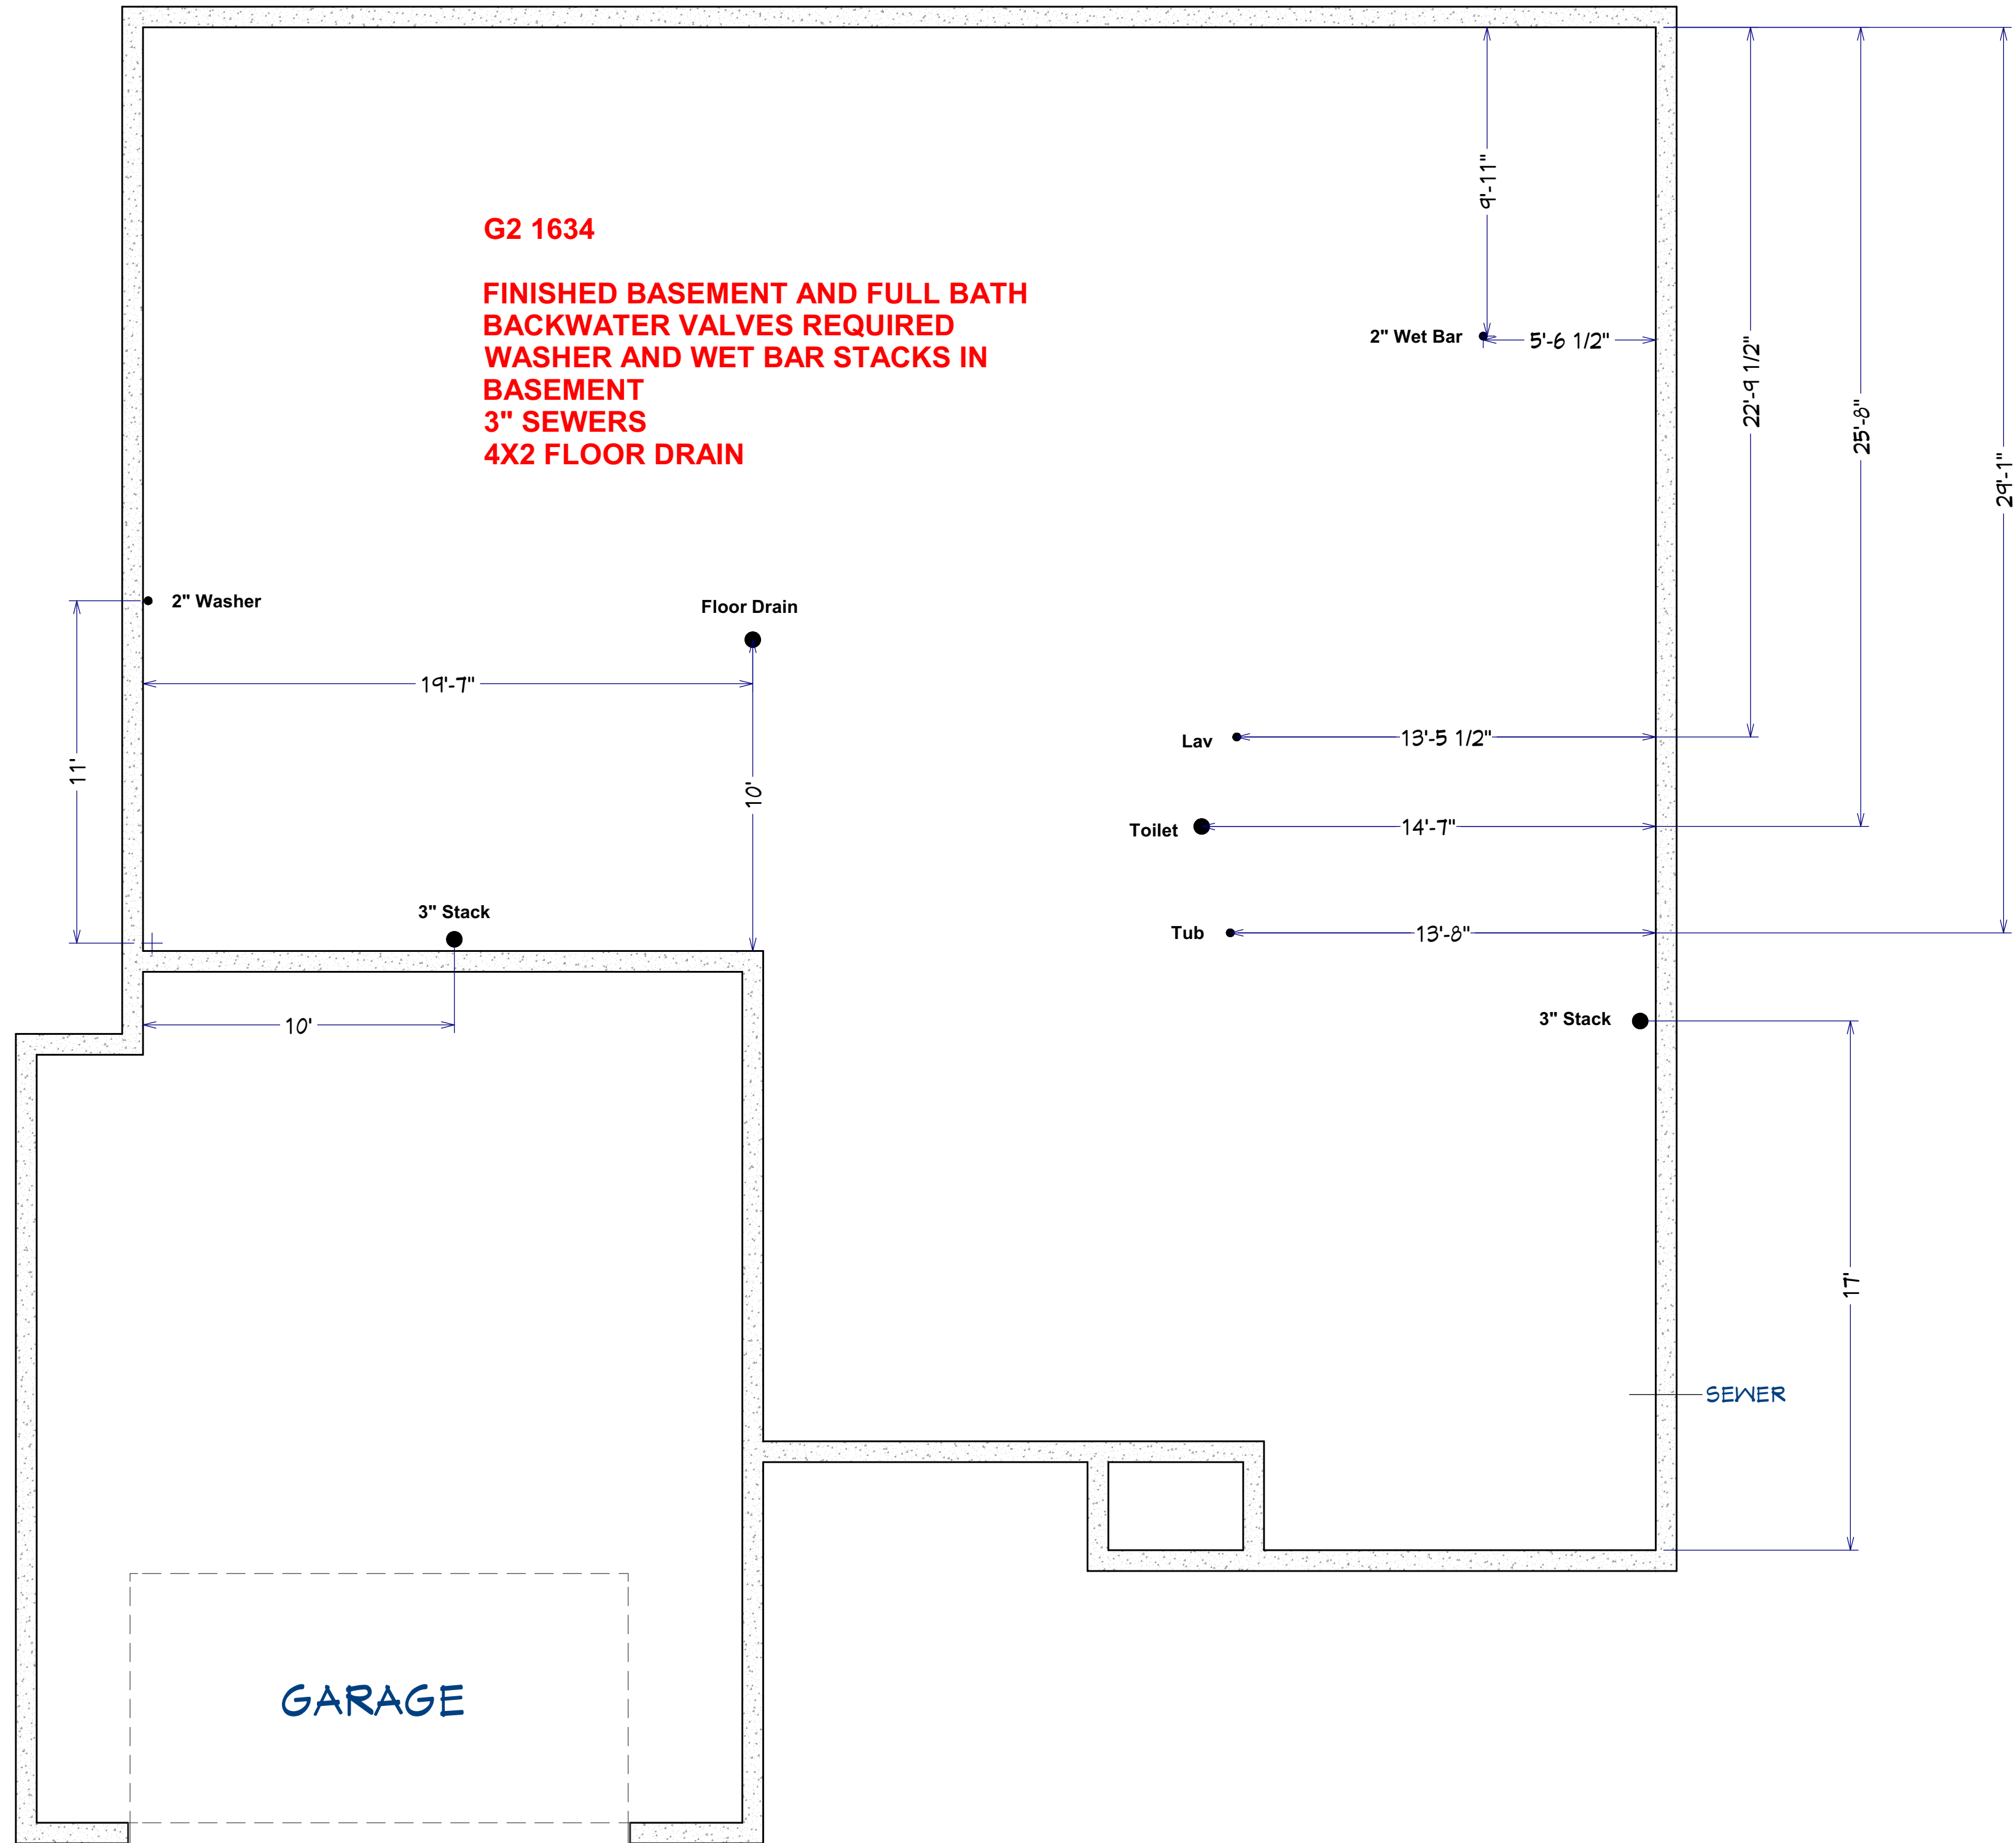 G2 1634
FINISHED BASEMENT AND FULL BATH
BACKWATER VALVES REQUIRED
WASHER AND WET BAR STACKS IN
BASEMENT
3" SEWERS
4X2 FLOOR DRAIN
9'-11"
2" Wet Bar
5'-6 1/2"
22'-9 1/2"
25'-8"
29'-1"
2" Washer
Floor Drain
19'-7"
11'
10'
Lav
13'-5 1/2"
Toilet
14'-7"
3" Stack
Tub
13'-8"
10'
3" Stack
17'
SEWER
GARAGE